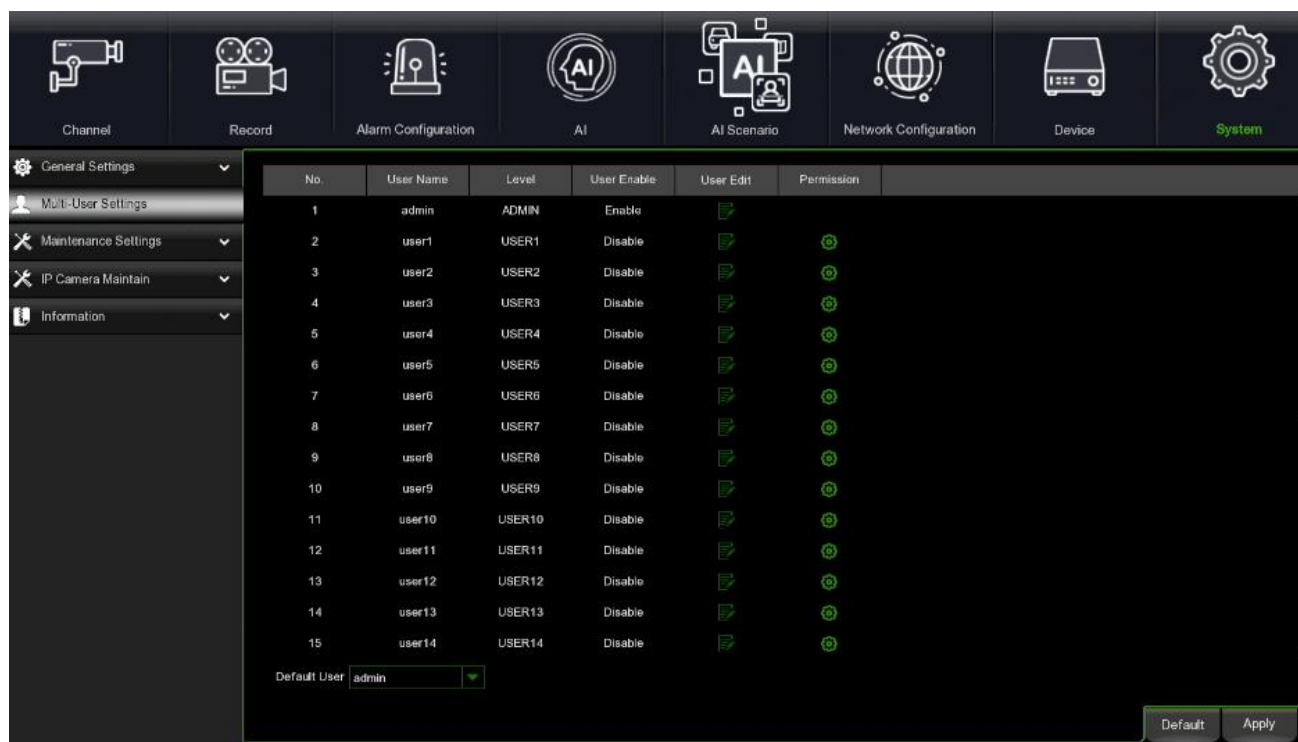 AI
AI
Channel Record Alarm Configuration AI AI Scenario Network Configuration Device System
General Settings
Multi-User Settings
Maintenance Settings
IP Camera Maintain
Information
No. User Name Level User Enable User Edit Permission
1 admin ADMIN Enable
2 user1 USER1 Disable
3 user2 USER2 Disable
4 user3 USER3 Disable
5 user4 USER4 Disable
6 user5 USER5 Disable
7 user6 USER6 Disable
8 user7 USER7 Disable
9 user8 USER8 Disable
10 user9 USER9 Disable
11 user10 USER10 Disable
12 user11 USER11 Disable
13 user12 USER12 Disable
14 user13 USER13 Disable
15 user14 USER14 Disable
Default User admin
Default Apply